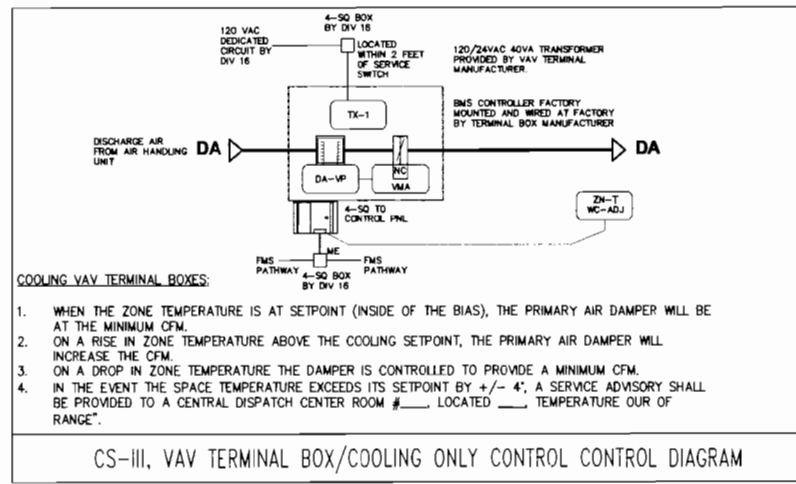 4-SQ BOX
BY DIV 16
120 VAC
DEDICATED
CIRCUIT BY
DIV 16
LOCATED
WITHIN 2 FEET
OF SERVICE
SWITCH
120/24VAC 40VA TRANSFORMER
PROVIDED BY VAV TERMINAL
MANUFACTURER.
TX-1
BMS CONTROLLER FACTORY
MOUNTED AND WIRED AT FACTORY
BY TERMINAL BOX MANUFACTURER
DISCHARGE AIR
FROM AIR HANDLING
UNIT
DA
DA
NC
DA-VP
VMA
4-SQ TO
CONTROL PNL
ZN-T
WC-ADJ
ME
FMS
PATHWAY
FMS
PATHWAY
4-SQ BOX
BY DIV 16
COOLING VAV TERMINAL BOXES:
1. WHEN THE ZONE TEMPERATURE IS AT SETPOINT (INSIDE OF THE BIAS), THE PRIMARY AIR DAMPER WILL BE
AT THE MINIMUM CFM.
2. ON A RISE IN ZONE TEMPERATURE ABOVE THE COOLING SETPOINT, THE PRIMARY AIR DAMPER WILL
INCREASE THE CFM.
3. ON A DROP IN ZONE TEMPERATURE THE DAMPER IS CONTROLLED TO PROVIDE A MINIMUM CFM.
4. IN THE EVENT THE SPACE TEMPERATURE EXCEEDS ITS SETPOINT BY +/- 4°, A SERVICE ADVISORY SHALL
BE PROVIDED TO A CENTRAL DISPATCH CENTER ROOM #____, LOCATED ____, TEMPERATURE OUR OF
RANGE".
CS-III, VAV TERMINAL BOX/COOLING ONLY CONTROL CONTROL DIAGRAM